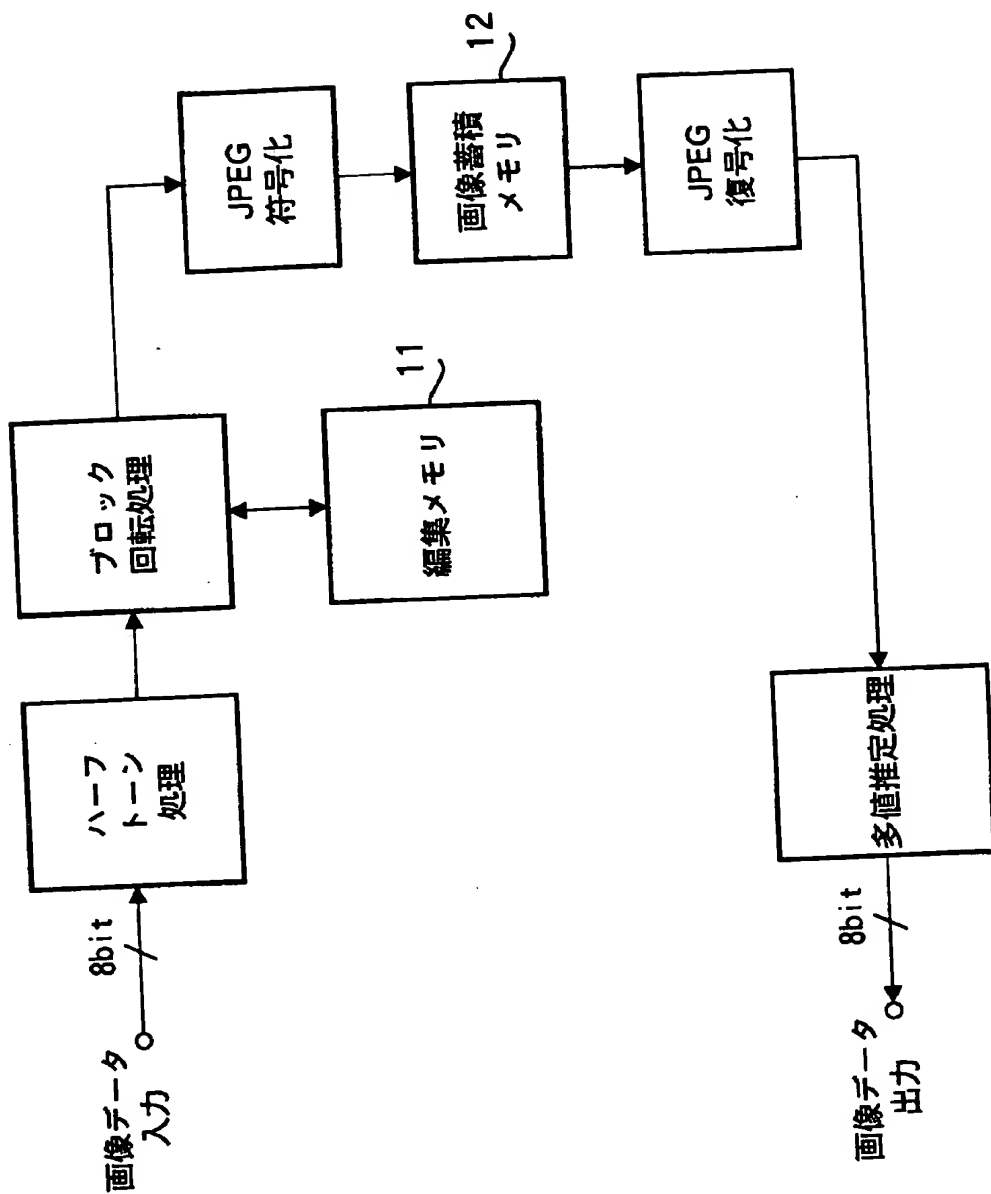 画像データ
入力
8bit
ハーフ
トーン
処理
ブロック
回転処理
編集メモリ
11
JPEG
符号化
画像蓄積
メモリ
12
JPEG
復号化
多値推定処理
8bit
画像データ
出力